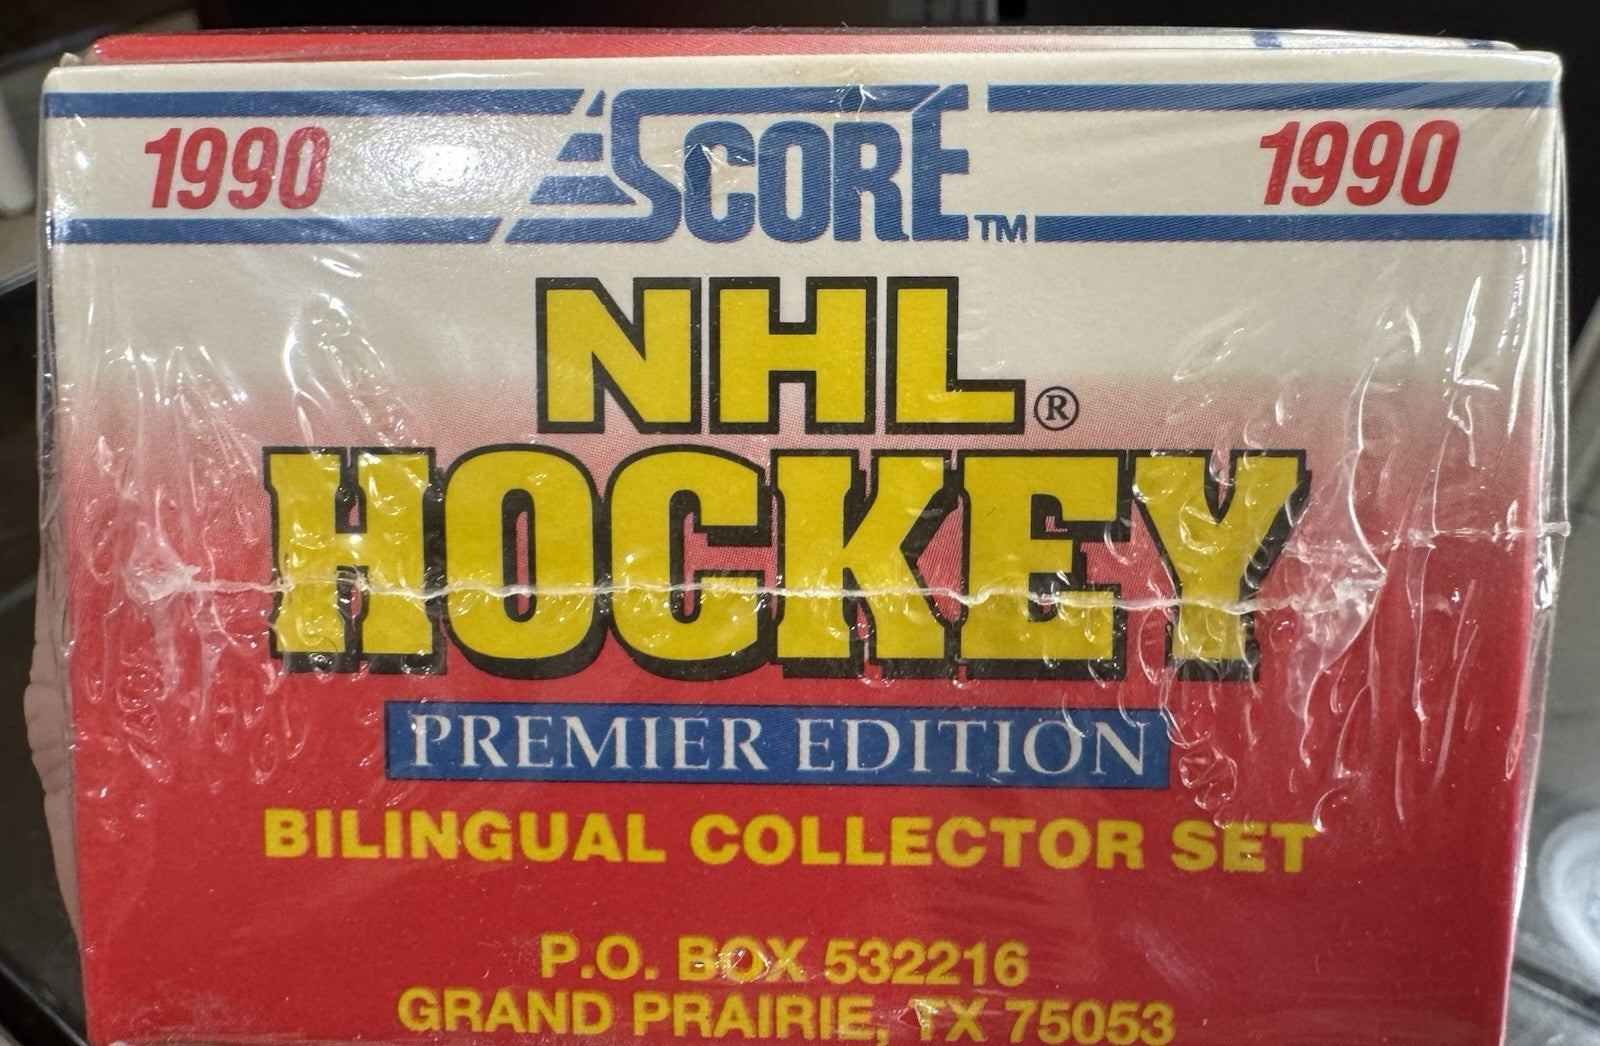 1990 SCORE™ 1990
NHL®
HOCKEY
PREMIER EDITION
BILINGUAL COLLECTOR SET
P.O. BOX 532216
GRAND PRAIRIE, TX 75053